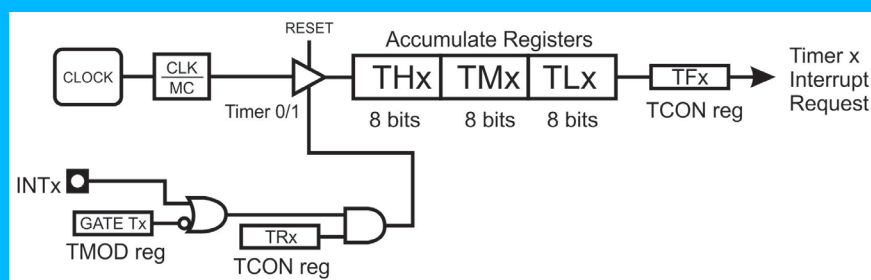 RESET
Accumulate Registers
CLOCK
CLK
MC
THx TMx TLx
TFx
Timer x
Interrupt
Request
Timer 0/1
8 bits 8 bits 8 bits
TCON reg
INTx
GATE Tx
TMOD reg
TRx
TCON reg